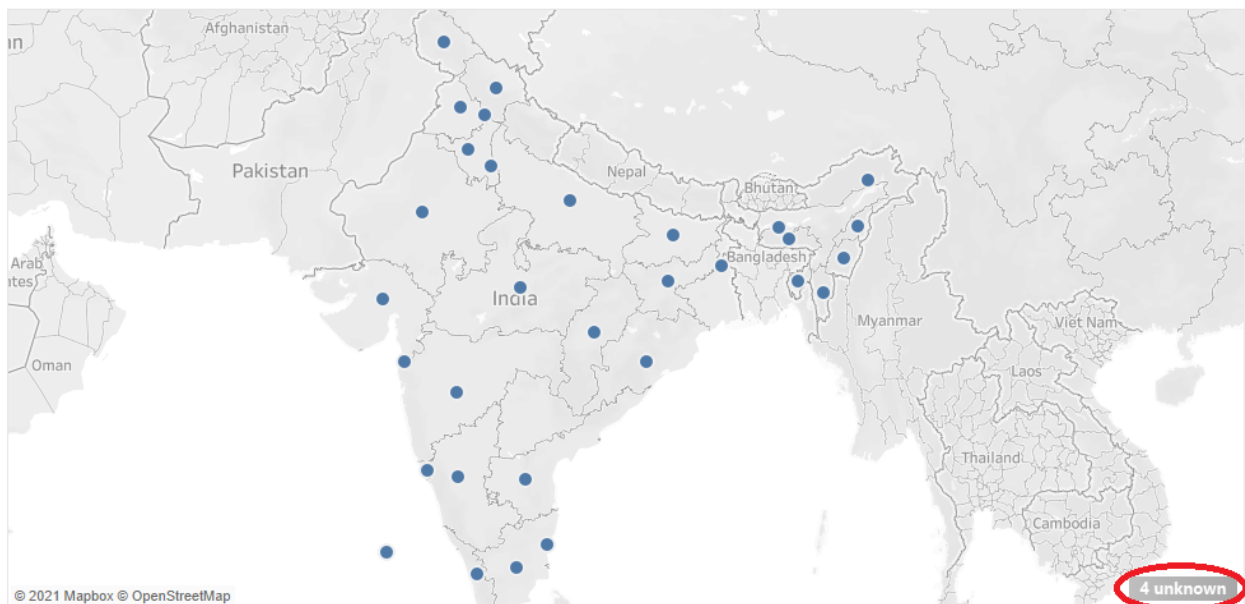 Afghanistan
an
Pakistan
Nepal
Bhutan
Arab
ates
Bangladesh
India
Myanmar
Viet Nam
Oman
Laos
Thailand
Cambodia
© 2021 Mapbox © OpenStreetMap
4 unknown